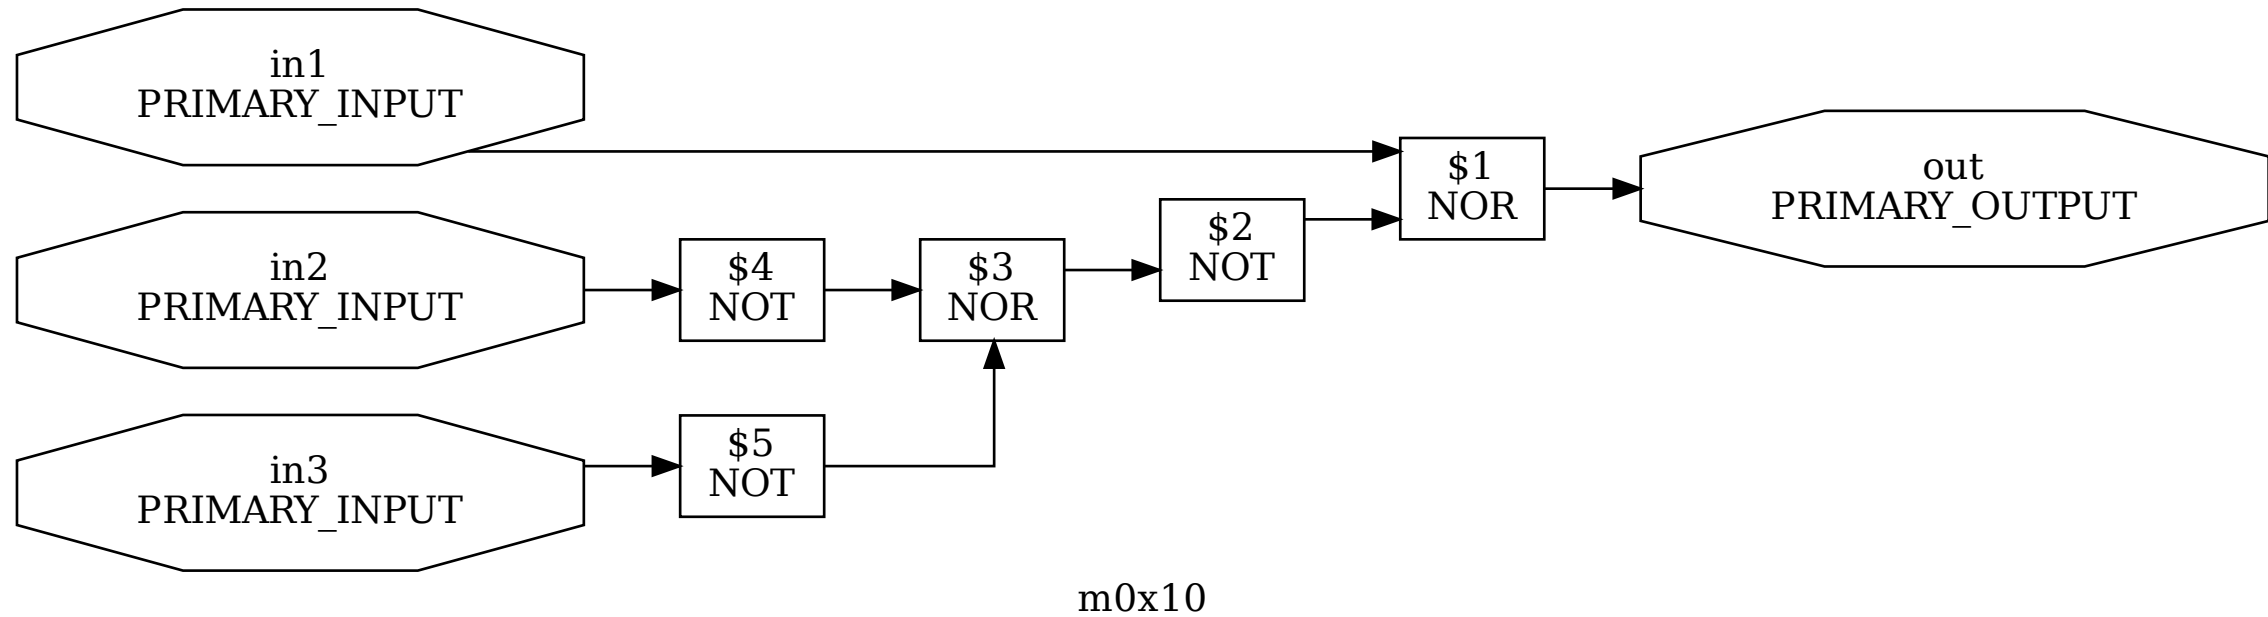 in1
PRIMARY_INPUT
$1
NOR
out
PRIMARY_OUTPUT
$2
NOT
in2
PRIMARY_INPUT
$4
NOT
$3
NOR
in3
PRIMARY_INPUT
$5
NOT
m0x10